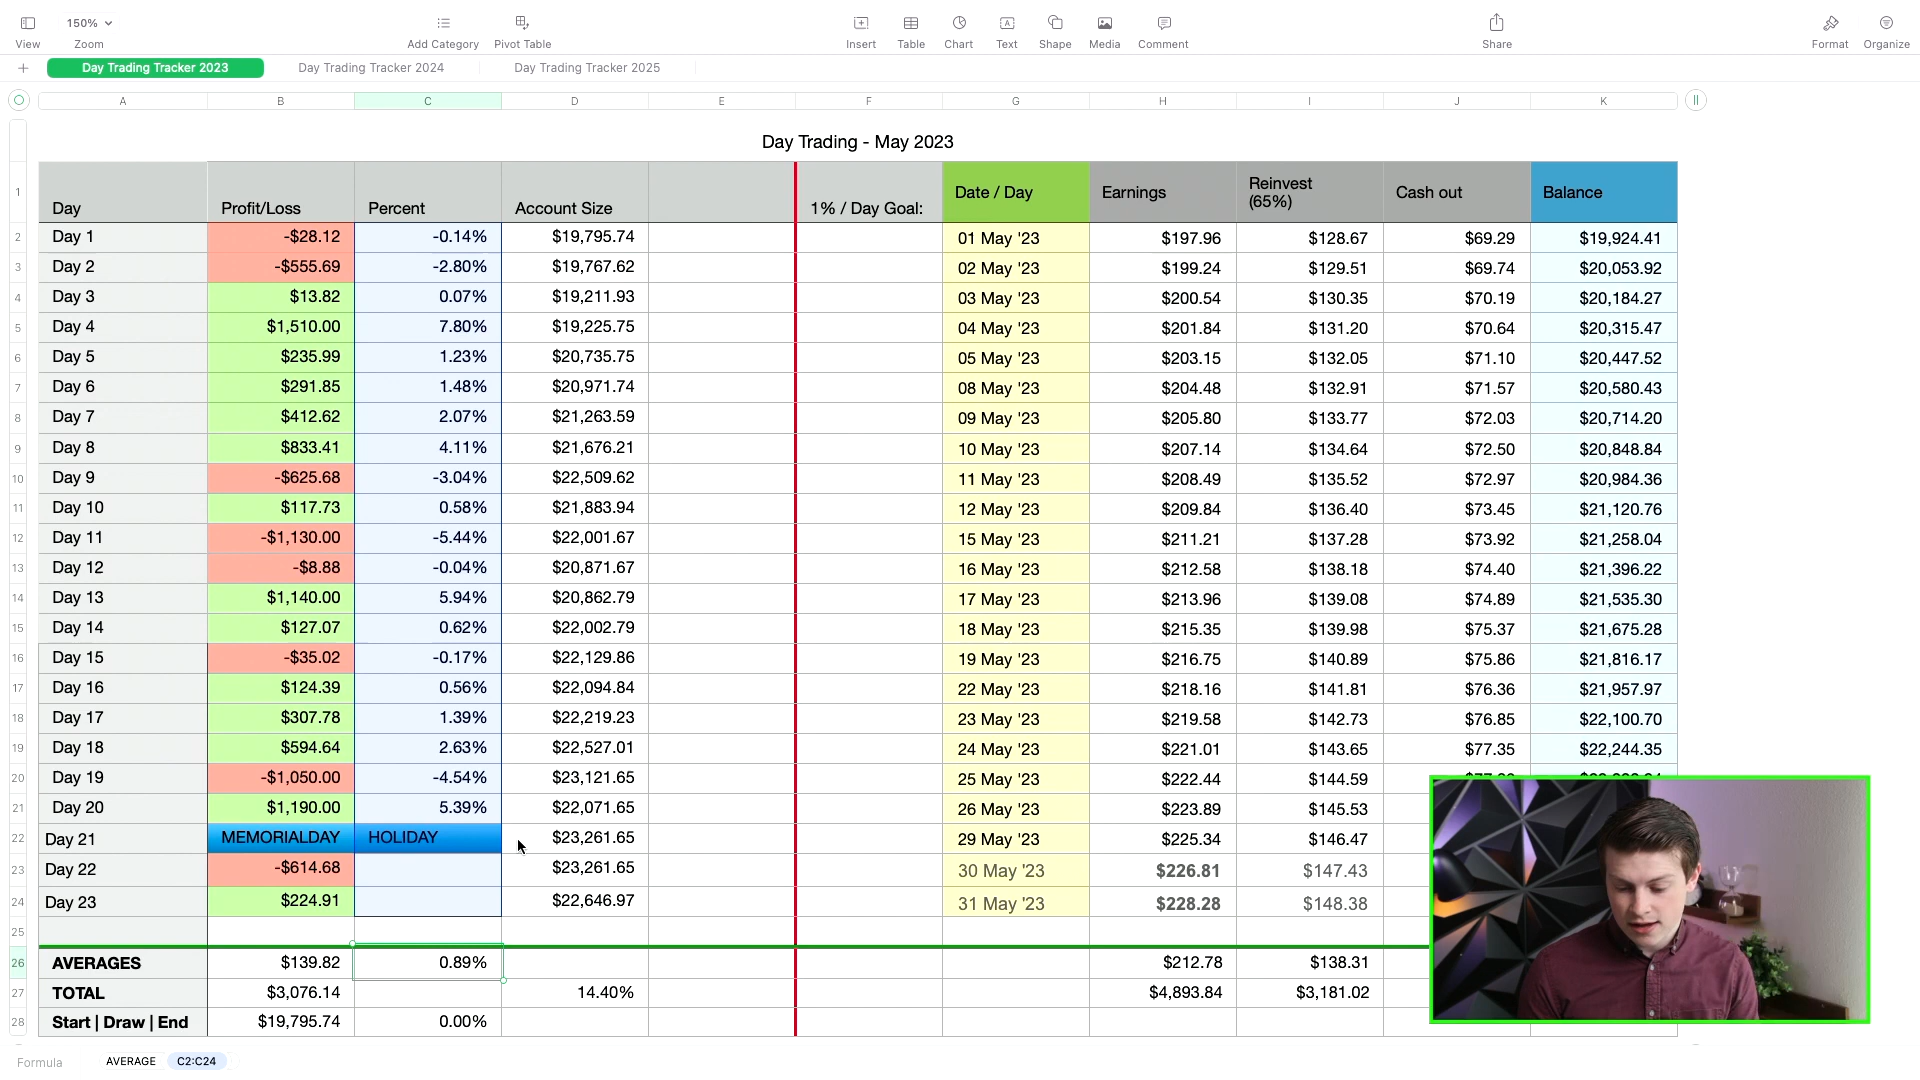 150%
View Zoom Add Category Pivot Table Insert Table Chart Text Shape Media Comment Share Format Organize
Day Trading Tracker 2023 Day Trading Tracker 2024 Day Trading Tracker 2025
A B C D E F G H I J K
Day Trading - May 2023
1 Day Profit/Loss Percent Account Size 1% / Day Goal: Date / Day Earnings Reinvest (65%) Cash out Balance
2 Day 1 -$28.12 -0.14% $19,795.74 01 May '23 $197.96 $128.67 $69.29 $19,924.41
3 Day 2 -$555.69 -2.80% $19,767.62 02 May '23 $199.24 $129.51 $69.74 $20,053.92
4 Day 3 $13.82 0.07% $19,211.93 03 May '23 $200.54 $130.35 $70.19 $20,184.27
5 Day 4 $1,510.00 7.80% $19,225.75 04 May '23 $201.84 $131.20 $70.64 $20,315.47
6 Day 5 $235.99 1.23% $20,735.75 05 May '23 $203.15 $132.05 $71.10 $20,447.52
7 Day 6 $291.85 1.48% $20,971.74 08 May '23 $204.48 $132.91 $71.57 $20,580.43
8 Day 7 $412.62 2.07% $21,263.59 09 May '23 $205.80 $133.77 $72.03 $20,714.20
9 Day 8 $833.41 4.11% $21,676.21 10 May '23 $207.14 $134.64 $72.50 $20,848.84
10 Day 9 -$625.68 -3.04% $22,509.62 11 May '23 $208.49 $135.52 $72.97 $20,984.36
11 Day 10 $117.73 0.58% $21,883.94 12 May '23 $209.84 $136.40 $73.45 $21,120.76
12 Day 11 -$1,130.00 -5.44% $22,001.67 15 May '23 $211.21 $137.28 $73.92 $21,258.04
13 Day 12 -$8.88 -0.04% $20,871.67 16 May '23 $212.58 $138.18 $74.40 $21,396.22
14 Day 13 $1,140.00 5.94% $20,862.79 17 May '23 $213.96 $139.08 $74.89 $21,535.30
15 Day 14 $127.07 0.62% $22,002.79 18 May '23 $215.35 $139.98 $75.37 $21,675.28
16 Day 15 -$35.02 -0.17% $22,129.86 19 May '23 $216.75 $140.89 $75.86 $21,816.17
17 Day 16 $124.39 0.56% $22,094.84 22 May '23 $218.16 $141.81 $76.36 $21,957.97
18 Day 17 $307.78 1.39% $22,219.23 23 May '23 $219.58 $142.73 $76.85 $22,100.70
19 Day 18 $594.64 2.63% $22,527.01 24 May '23 $221.01 $143.65 $77.35 $22,244.35
20 Day 19 -$1,050.00 -4.54% $23,121.65 25 May '23 $222.44 $144.59
21 Day 20 $1,190.00 5.39% $22,071.65 26 May '23 $223.89 $145.53
22 Day 21 MEMORIALDAY HOLIDAY $23,261.65 29 May '23 $225.34 $146.47
23 Day 22 -$614.68 $23,261.65 30 May '23 $226.81 $147.43
24 Day 23 $224.91 $22,646.97 31 May '23 $228.28 $148.38
25
26 AVERAGES $139.82 0.89% $212.78 $138.31
27 TOTAL $3,076.14 14.40% $4,893.84 $3,181.02
28 Start | Draw | End $19,795.74 0.00%
Formula AVERAGE C2:C24